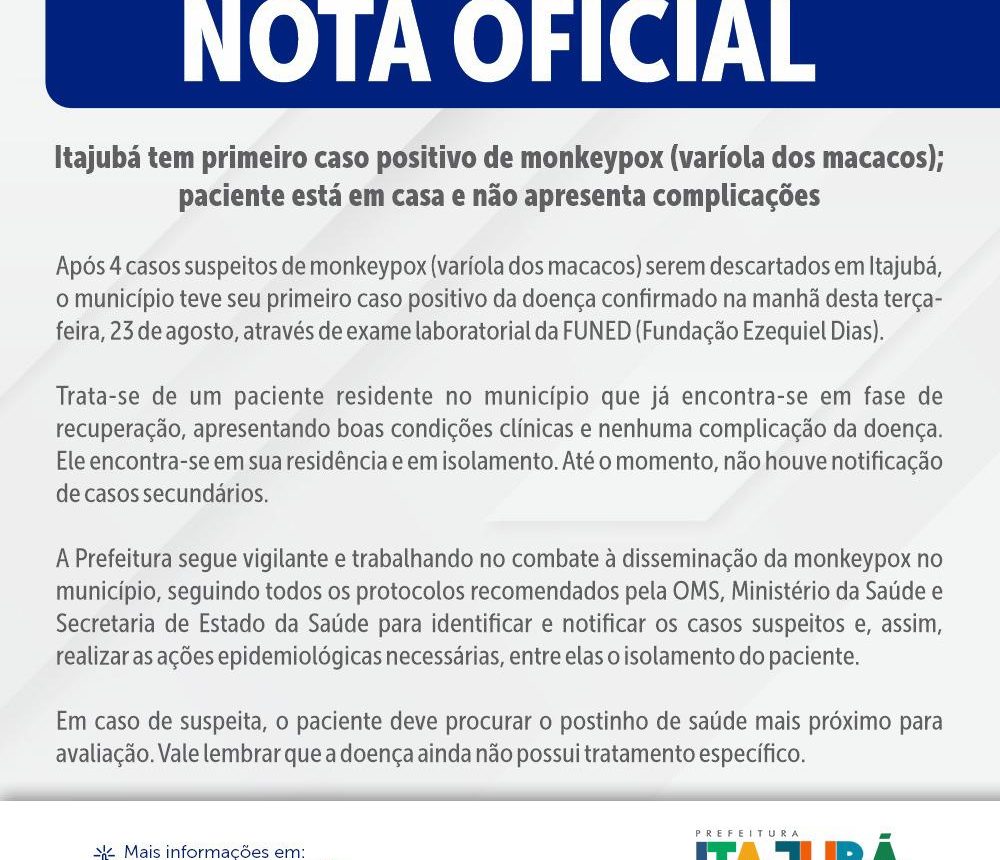 NOTA OFICIAL
Itajubá tem primeiro caso positivo de monkeypox (varíola dos macacos);
paciente está em casa e não apresenta complicações
Após 4 casos suspeitos de monkeypox (varíola dos macacos) serem descartados em Itajubá,
o município teve seu primeiro caso positivo da doença confirmado na manhã desta terça-
feira, 23 de agosto, através de exame laboratorial da FUNED (Fundação Ezequiel Dias).
Trata-se de um paciente residente no município que já encontra-se em fase de
recuperação, apresentando boas condições clínicas e nenhuma complicação da doença.
Ele encontra-se em sua residência e em isolamento. Até o momento, não houve notificação
de casos secundários.
A Prefeitura segue vigilante e trabalhando no combate à disseminação da monkeypox no
município, seguindo todos os protocolos recomendados pela OMS, Ministério da Saúde e
Secretaria de Estado da Saúde para identificar e notificar os casos suspeitos e, assim,
realizar as ações epidemiológicas necessárias, entre elas o isolamento do paciente.
Em caso de suspeita, o paciente deve procurar o postinho de saúde mais próximo para
avaliação. Vale lembrar que a doença ainda não possui tratamento específico.
Mais informações em:
PREFEITURA
ITAJUBÁ